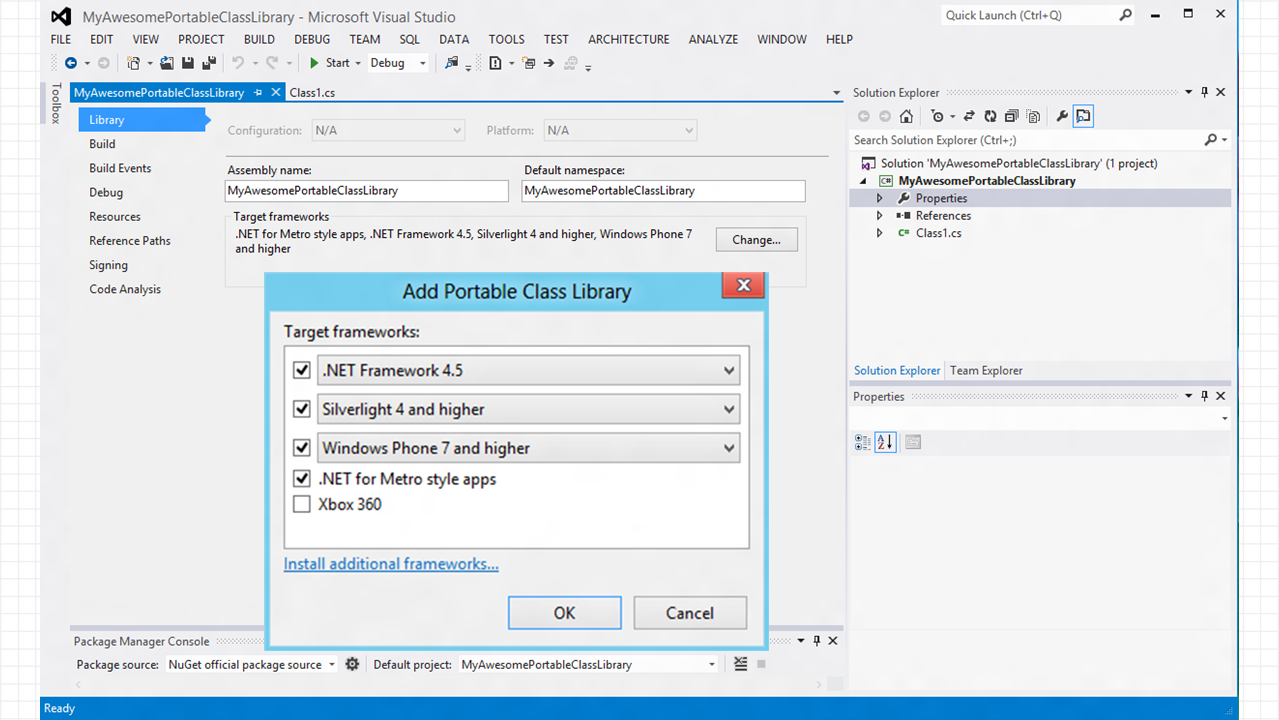 MyAwesomePortableClassLibrary - Microsoft Visual Studio
Quick Launch (Ctrl+Q)
FILE EDIT VIEW PROJECT BUILD DEBUG TEAM SQL DATA TOOLS TEST ARCHITECTURE ANALYZE WINDOW HELP
Start Debug
Toolbox
MyAwesomePortableClassLibrary Class1.cs
Library
Build
Build Events
Debug
Resources
Reference Paths
Signing
Code Analysis
Configuration: N/A Platform: N/A
Assembly name: Default namespace:
MyAwesomePortableClassLibrary MyAwesomePortableClassLibrary
Target frameworks
.NET for Metro style apps, .NET Framework 4.5, Silverlight 4 and higher, Windows Phone 7
and higher
Change...
Add Portable Class Library
Target frameworks:
.NET Framework 4.5
Silverlight 4 and higher
Windows Phone 7 and higher
.NET for Metro style apps
Xbox 360
Install additional frameworks...
OK Cancel
Package Manager Console
Package source: NuGet official package source Default project: MyAwesomePortableClassLibrary
Solution Explorer
Search Solution Explorer (Ctrl+;)
Solution 'MyAwesomePortableClassLibrary' (1 project)
C# MyAwesomePortableClassLibrary
Properties
References
C# Class1.cs
Solution Explorer Team Explorer
Properties
Ready